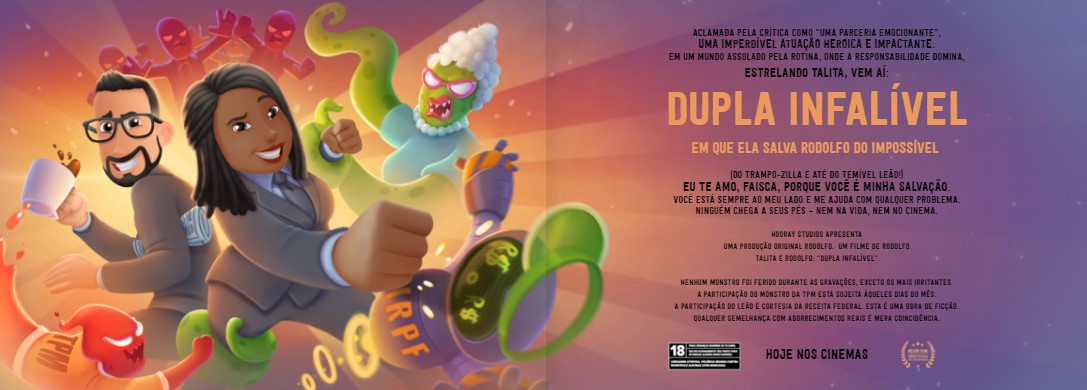 ACLAMADA PELA CRÍTICA COMO "UMA PARCERIA EMOCIONANTE",
UMA IMPERDÍVEL ATUAÇÃO HEROICA E IMPACTANTE.
EM UM MUNDO ASSOLADO PELA ROTINA, ONDE A RESPONSABILIDADE DOMINA,
ESTRELANDO TALITA, VEM AÍ:
DUPLA INFALÍVEL
EM QUE ELA SALVA RODOLFO DO IMPOSSÍVEL
(DO TRAMPO-ZILLA E ATÉ DO TEMÍVEL LEÃO!)
EU TE AMO, FAISCA, PORQUE VOCÊ É MINHA SALVAÇÃO.
VOCÊ ESTÁ SEMPRE AO MEU LADO E ME AJUDA COM QUALQUER PROBLEMA.
NINGUÉM CHEGA A SEUS PÉS - NEM NA VIDA, NEM NO CINEMA.
HOORAY STUDIOS APRESENTA
UMA PRODUÇÃO ORIGINAL RODOLFO. UM FILME DE RODOLFO
TALITA E RODOLFO: "DUPLA INFALÍVEL"
NENHUM MONSTRO FOI FERIDO DURANTE AS GRAVAÇÕES, EXCETO OS MAIS IRRITANTES.
A PARTICIPAÇÃO DO MONSTRO DA TPM ESTÁ SUJEITA ÀQUELES DIAS DO MÊS.
A PARTICIPAÇÃO DO LEÃO É CORTESIA DA RECEITA FEDERAL. ESTA É UMA OBRA DE FICÇÃO.
QUALQUER SEMELHANÇA COM ABORRECIMENTOS REAIS É MERA COINCIDÊNCIA.
18
HOJE NOS CINEMAS
TPM
IRPF